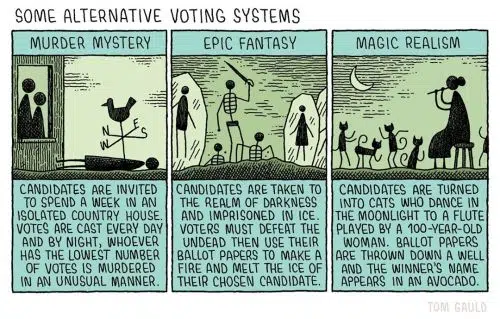 SOME ALTERNATIVE VOTING SYSTEMS
MURDER MYSTERY
N
E
W
S
CANDIDATES ARE INVITED
TO SPEND A WEEK IN AN
ISOLATED COUNTRY HOUSE.
VOTES ARE CAST EVERY DAY
AND BY NIGHT, WHOEVER
HAS THE LOWEST NUMBER
OF VOTES IS MURDERED
IN AN UNUSUAL MANNER.
EPIC FANTASY
CANDIDATES ARE TAKEN TO
THE REALM OF DARKNESS
AND IMPRISONED IN ICE.
VOTERS MUST DEFEAT THE
UNDEAD THEN USE THEIR
BALLOT PAPERS TO MAKE A
FIRE AND MELT THE ICE OF
THEIR CHOSEN CANDIDATE.
MAGIC REALISM
CANDIDATES ARE TURNED
INTO CATS WHO DANCE IN
THE MOONLIGHT TO A FLUTE
PLAYED BY A 100-YEAR-OLD
WOMAN. BALLOT PAPERS
ARE THROWN DOWN A WELL
AND THE WINNER'S NAME
APPEARS IN AN AVOCADO.
TOM GAULD